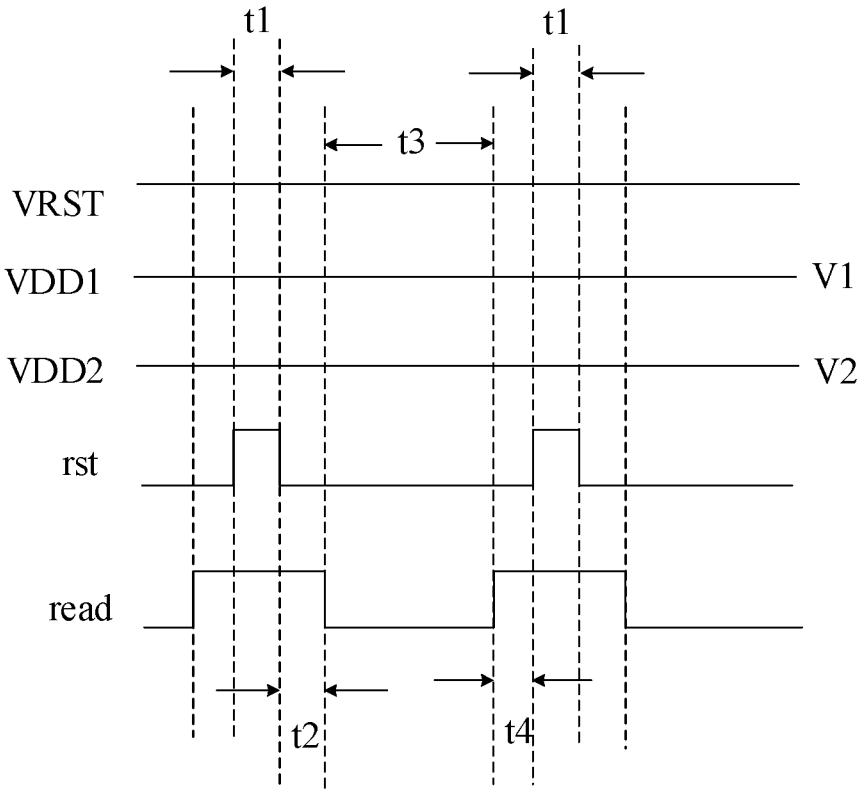 t1 t1
t3
VRST
VDD1 V1
VDD2 V2
rst
read
t2 t4